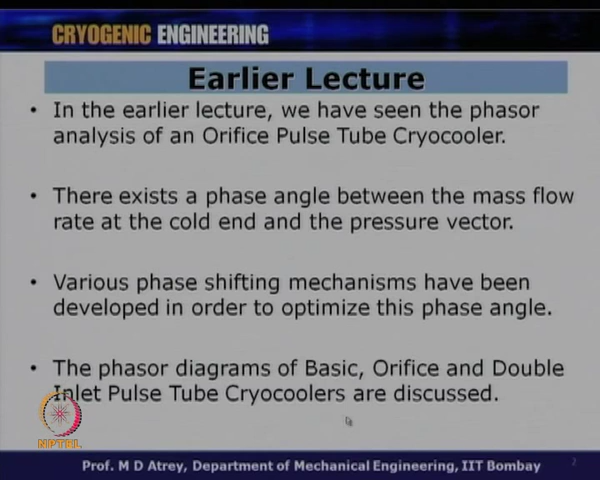 CRYOGENIC ENGINEERING
Earlier Lecture
• In the earlier lecture, we have seen the phasor
analysis of an Orifice Pulse Tube Cryocooler.
• There exists a phase angle between the mass flow
rate at the cold end and the pressure vector.
• Various phase shifting mechanisms have been
developed in order to optimize this phase angle.
• The phasor diagrams of Basic, Orifice and Double
Inlet Pulse Tube Cryocoolers are discussed.
NPTEL
Prof. M D Atrey, Department of Mechanical Engineering, IIT Bombay
2